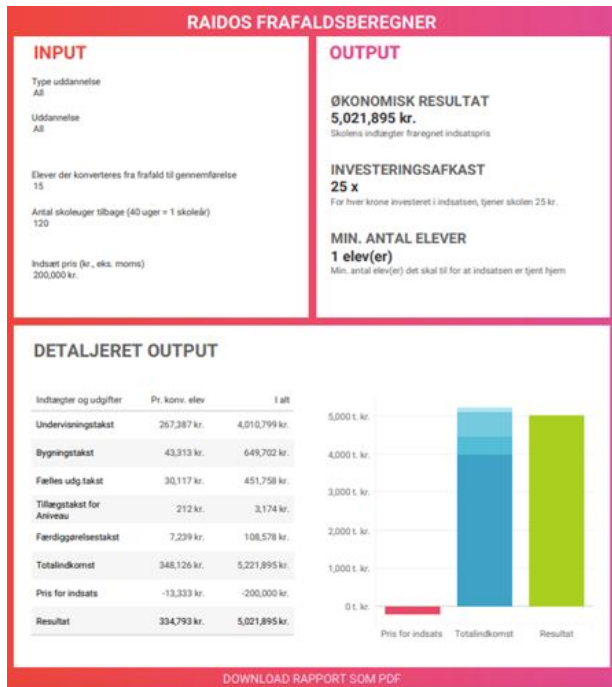 RAIDOS FRAFALDSBEREGNER
INPUT
Type uddannelse
All
Uddannelse
All
Elever der konverteres fra frafald til gennemførelse
15
Antal skoleuger tilbage (40 uger = 1 skoleår)
120
Indsæt pris (kr., eks. moms)
200,000 kr.
OUTPUT
ØKONOMISK RESULTAT
5,021,895 kr.
Skolens indtægter fraregnet indsatspris
INVESTERINGSAFKAST
25 x
For hver krone investeret i indsatsen, tjener skolen 25 kr.
MIN. ANTAL ELEVER
1 elev(er)
Min. antal elev(er) det skal til for at indsatsen er tjent hjem
DETALJERET OUTPUT
Indtægter og udgifter Pr. konv. elev I alt
Undervisningstakst 267,387 kr. 4,010,799 kr.
Bygningstakst 43,313 kr. 649,702 kr.
Fælles udg.takst 30,117 kr. 451,758 kr.
Tillægstakst for
Aniveau 212 kr. 3,174 kr.
Færdiggørelsestakst 7,239 kr. 108,578 kr.
Totalindkomst 348,126 kr. 5,221,895 kr.
Pris for indsats -13,333 kr. -200,000 kr.
Resultat 334,793 kr. 5,021,895 kr.
5,000 t. kr.
4,000 t. kr.
3,000 t. kr.
2,000 t. kr.
1,000 t. kr.
0 t. kr.
Pris for indsats Totalindkomst Resultat
DOWNLOAD RAPPORT SOM PDF